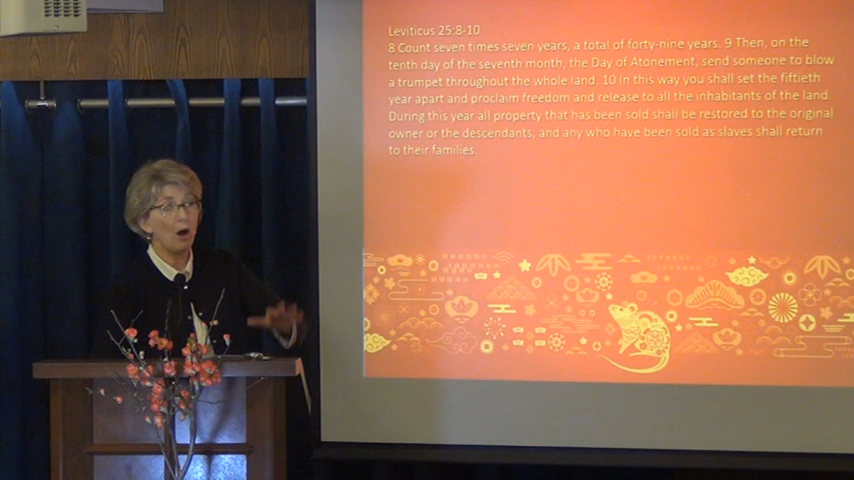 Leviticus 25:8-10
8 Count seven times seven years, a total of forty-nine years. 9 Then, on the
tenth day of the seventh month, the Day of Atonement, send someone to blow
a trumpet throughout the whole land. 10 In this way you shall set the fiftieth
year apart and proclaim freedom and release to all the inhabitants of the land.
During this year all property that has been sold shall be restored to the original
owner or the descendants, and any who have been sold as slaves shall return
to their families.